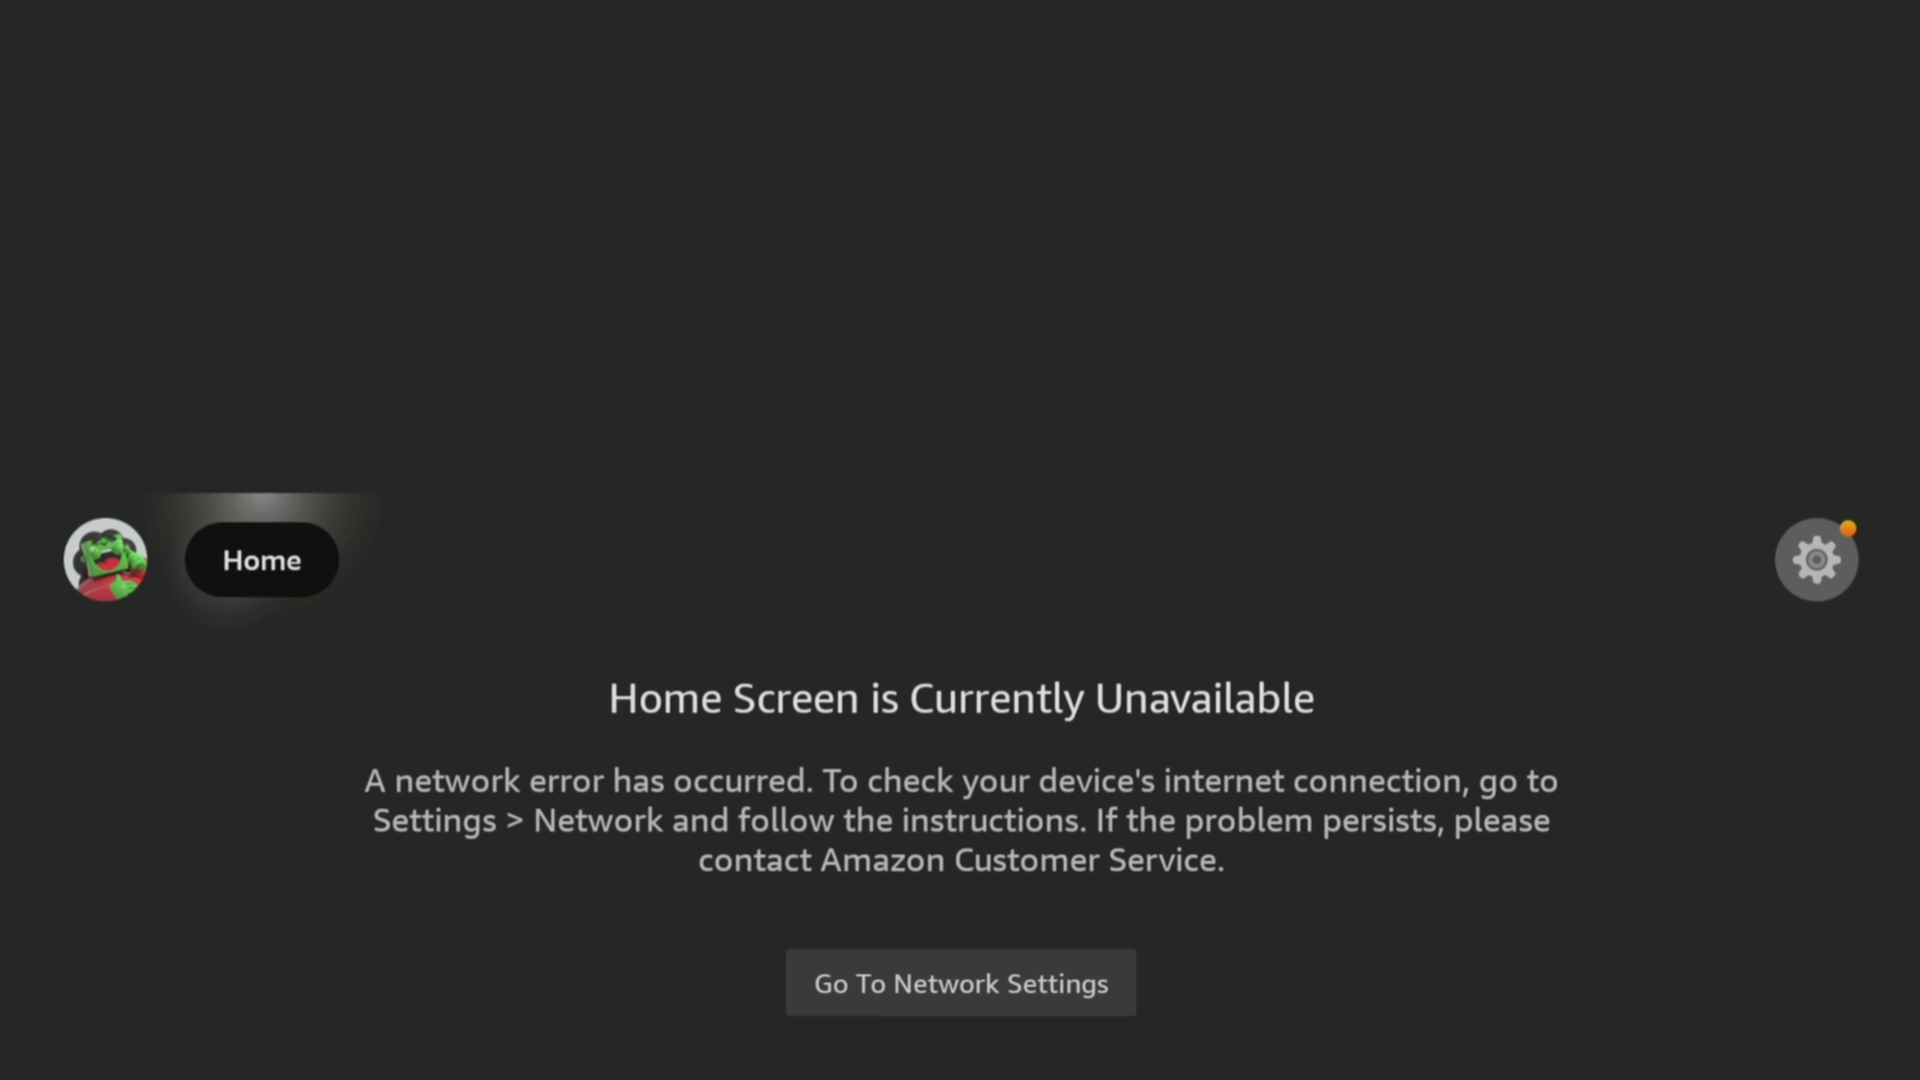 Home
Home Screen is Currently Unavailable
A network error has occurred. To check your device's internet connection, go to
Settings > Network and follow the instructions. If the problem persists, please
contact Amazon Customer Service.
Go To Network Settings